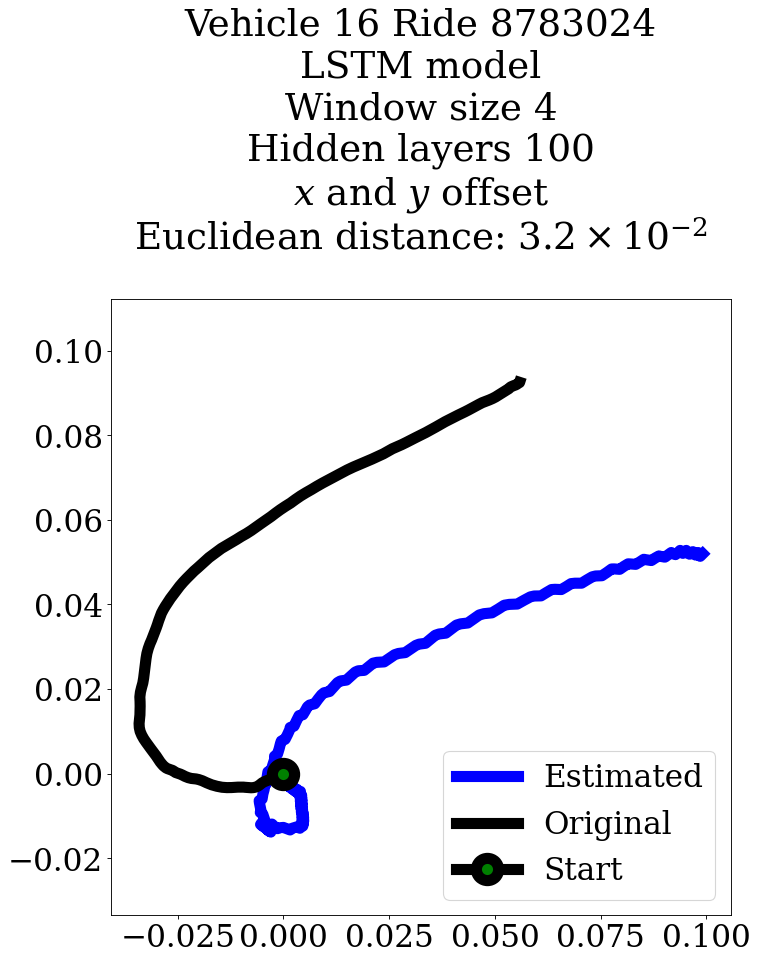 Vehicle 16 Ride 8783024
LSTM model
Window size 4
Hidden layers 100
x and y offset
Euclidean distance: 3.2 × 10⁻²
0.10
0.08
0.06
0.04
0.02
0.00
−0.02
Estimated
Original
Start
−0.025 0.000 0.025 0.050 0.075 0.100